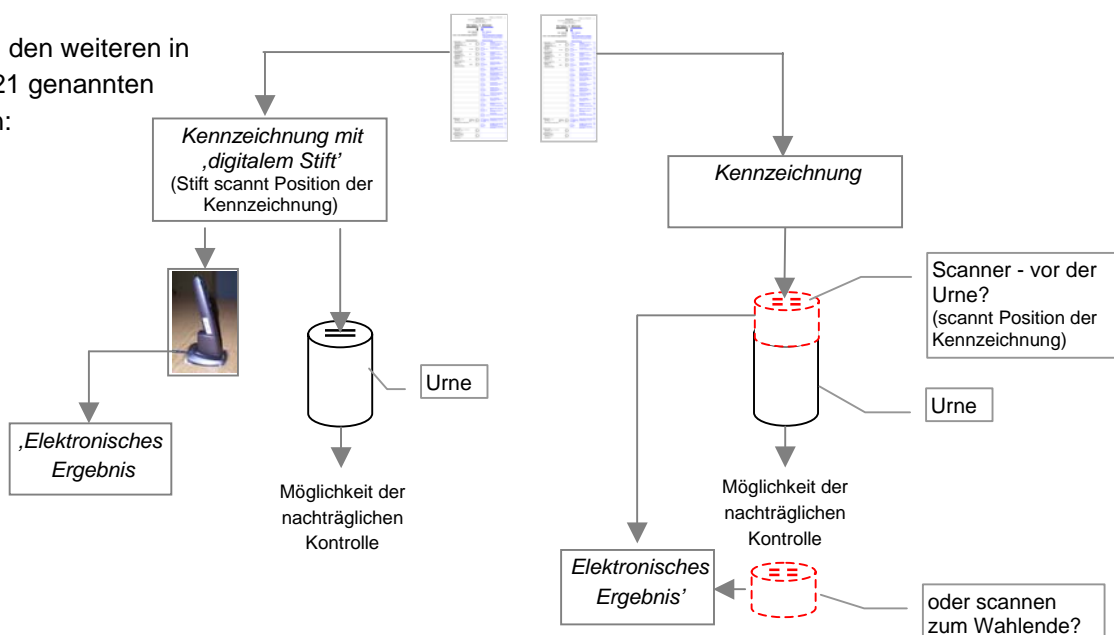 den weiteren in
21 genannten
n:
Kennzeichnung mit
‚digitalem Stift’
(Stift scannt Position der
Kennzeichnung)
Kennzeichnung
Scanner - vor der
Urne?
(scannt Position der
Kennzeichnung)
Urne
Urne
‚Elektronisches
Ergebnis
Möglichkeit der
nachträglichen
Kontrolle
Möglichkeit der
nachträglichen
Kontrolle
Elektronisches
Ergebnis’
oder scannen
zum Wahlende?